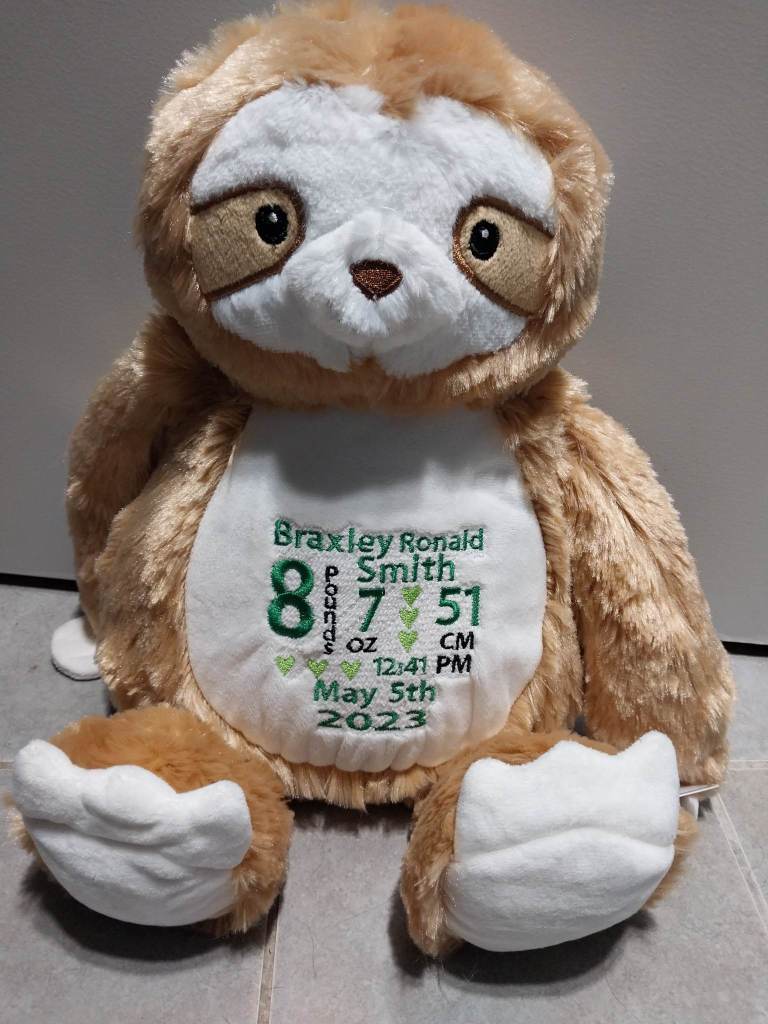 Braxley Ronald
Smith
8 Pounds 7 OZ 51 CM
12:41 PM
May 5th
2023